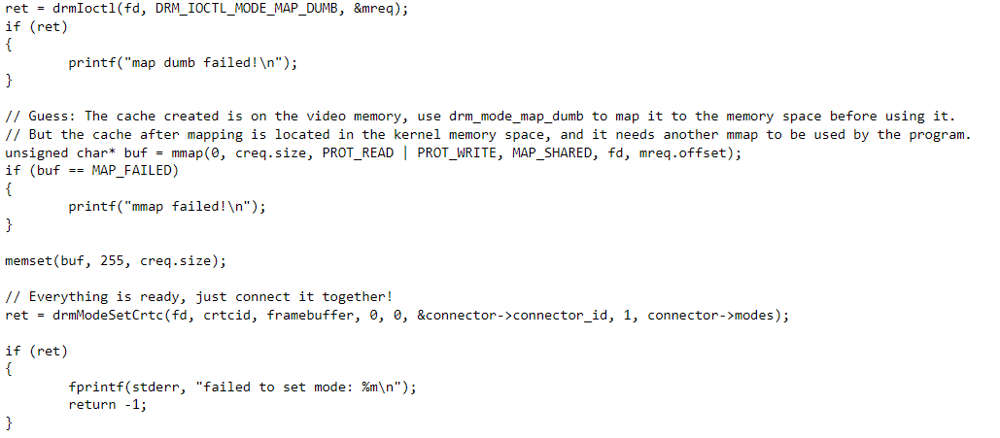 ret = drmIoctl(fd, DRM_IOCTL_MODE_MAP_DUMB, &mreq);
if (ret)
{
        printf("map dumb failed!\n");
}

// Guess: The cache created is on the video memory, use drm_mode_map_dumb to map it to the memory space before using it.
// But the cache after mapping is located in the kernel memory space, and it needs another mmap to be used by the program.
unsigned char* buf = mmap(0, creq.size, PROT_READ | PROT_WRITE, MAP_SHARED, fd, mreq.offset);
if (buf == MAP_FAILED)
{
        printf("mmap failed!\n");
}

memset(buf, 255, creq.size);

// Everything is ready, just connect it together!
ret = drmModeSetCrtc(fd, crtcid, framebuffer, 0, 0, &connector->connector_id, 1, connector->modes);

if (ret)
{
        fprintf(stderr, "failed to set mode: %m\n");
        return -1;
}